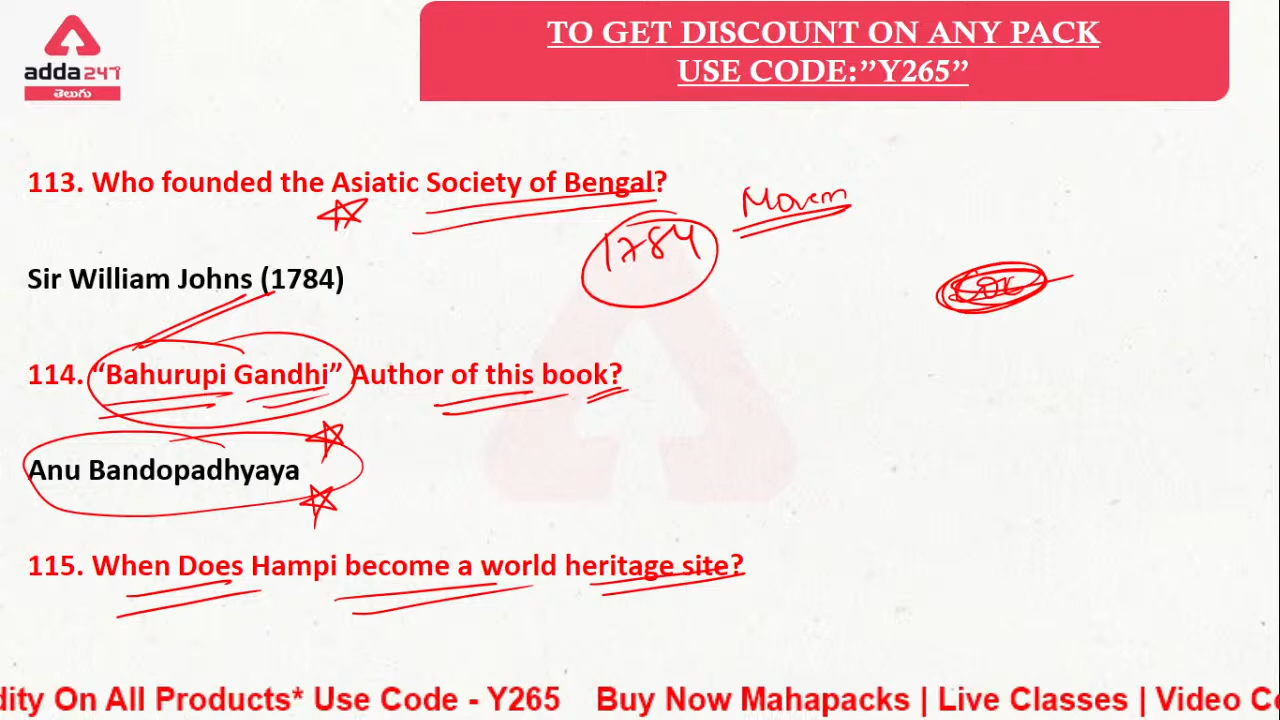 TO GET DISCOUNT ON ANY PACK
USE CODE:”Y265”
adda247
తెలుగు
113. Who founded the Asiatic Society of Bengal?
Movem
1784
Sir William Johns (1784)
114. “Bahurupi Gandhi” Author of this book?
Anu Bandopadhyaya
115. When Does Hampi become a world heritage site?
dity On All Products* Use Code - Y265 Buy Now Mahapacks | Live Classes | Video Co